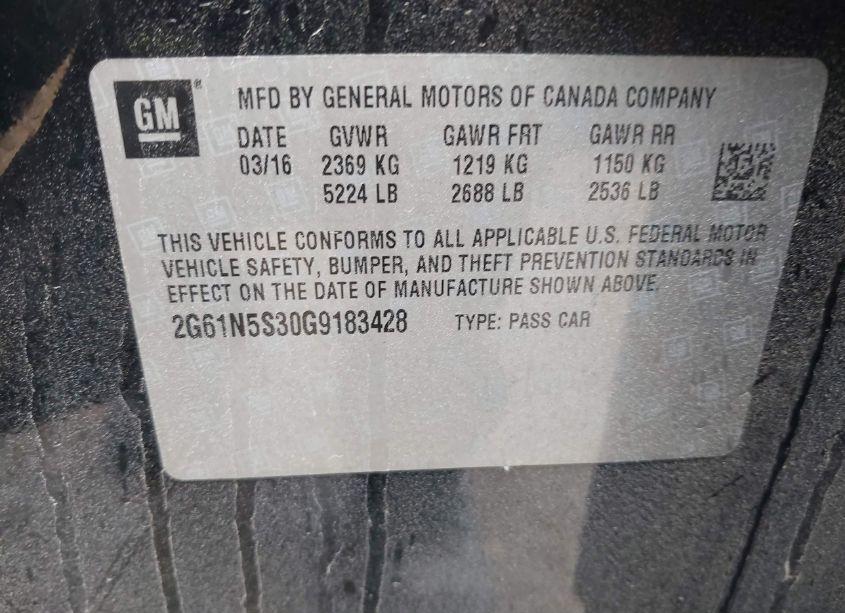 GM® MFD BY GENERAL MOTORS OF CANADA COMPANY
DATE GVWR GAWR FRT GAWR RR
03/16 2369 KG 1219 KG 1150 KG
5224 LB 2688 LB 2536 LB
THIS VEHICLE CONFORMS TO ALL APPLICABLE U.S. FEDERAL MOTOR
VEHICLE SAFETY, BUMPER, AND THEFT PREVENTION STANDARDS IN
EFFECT ON THE DATE OF MANUFACTURE SHOWN ABOVE.
2G61N5S30G9183428 TYPE: PASS CAR